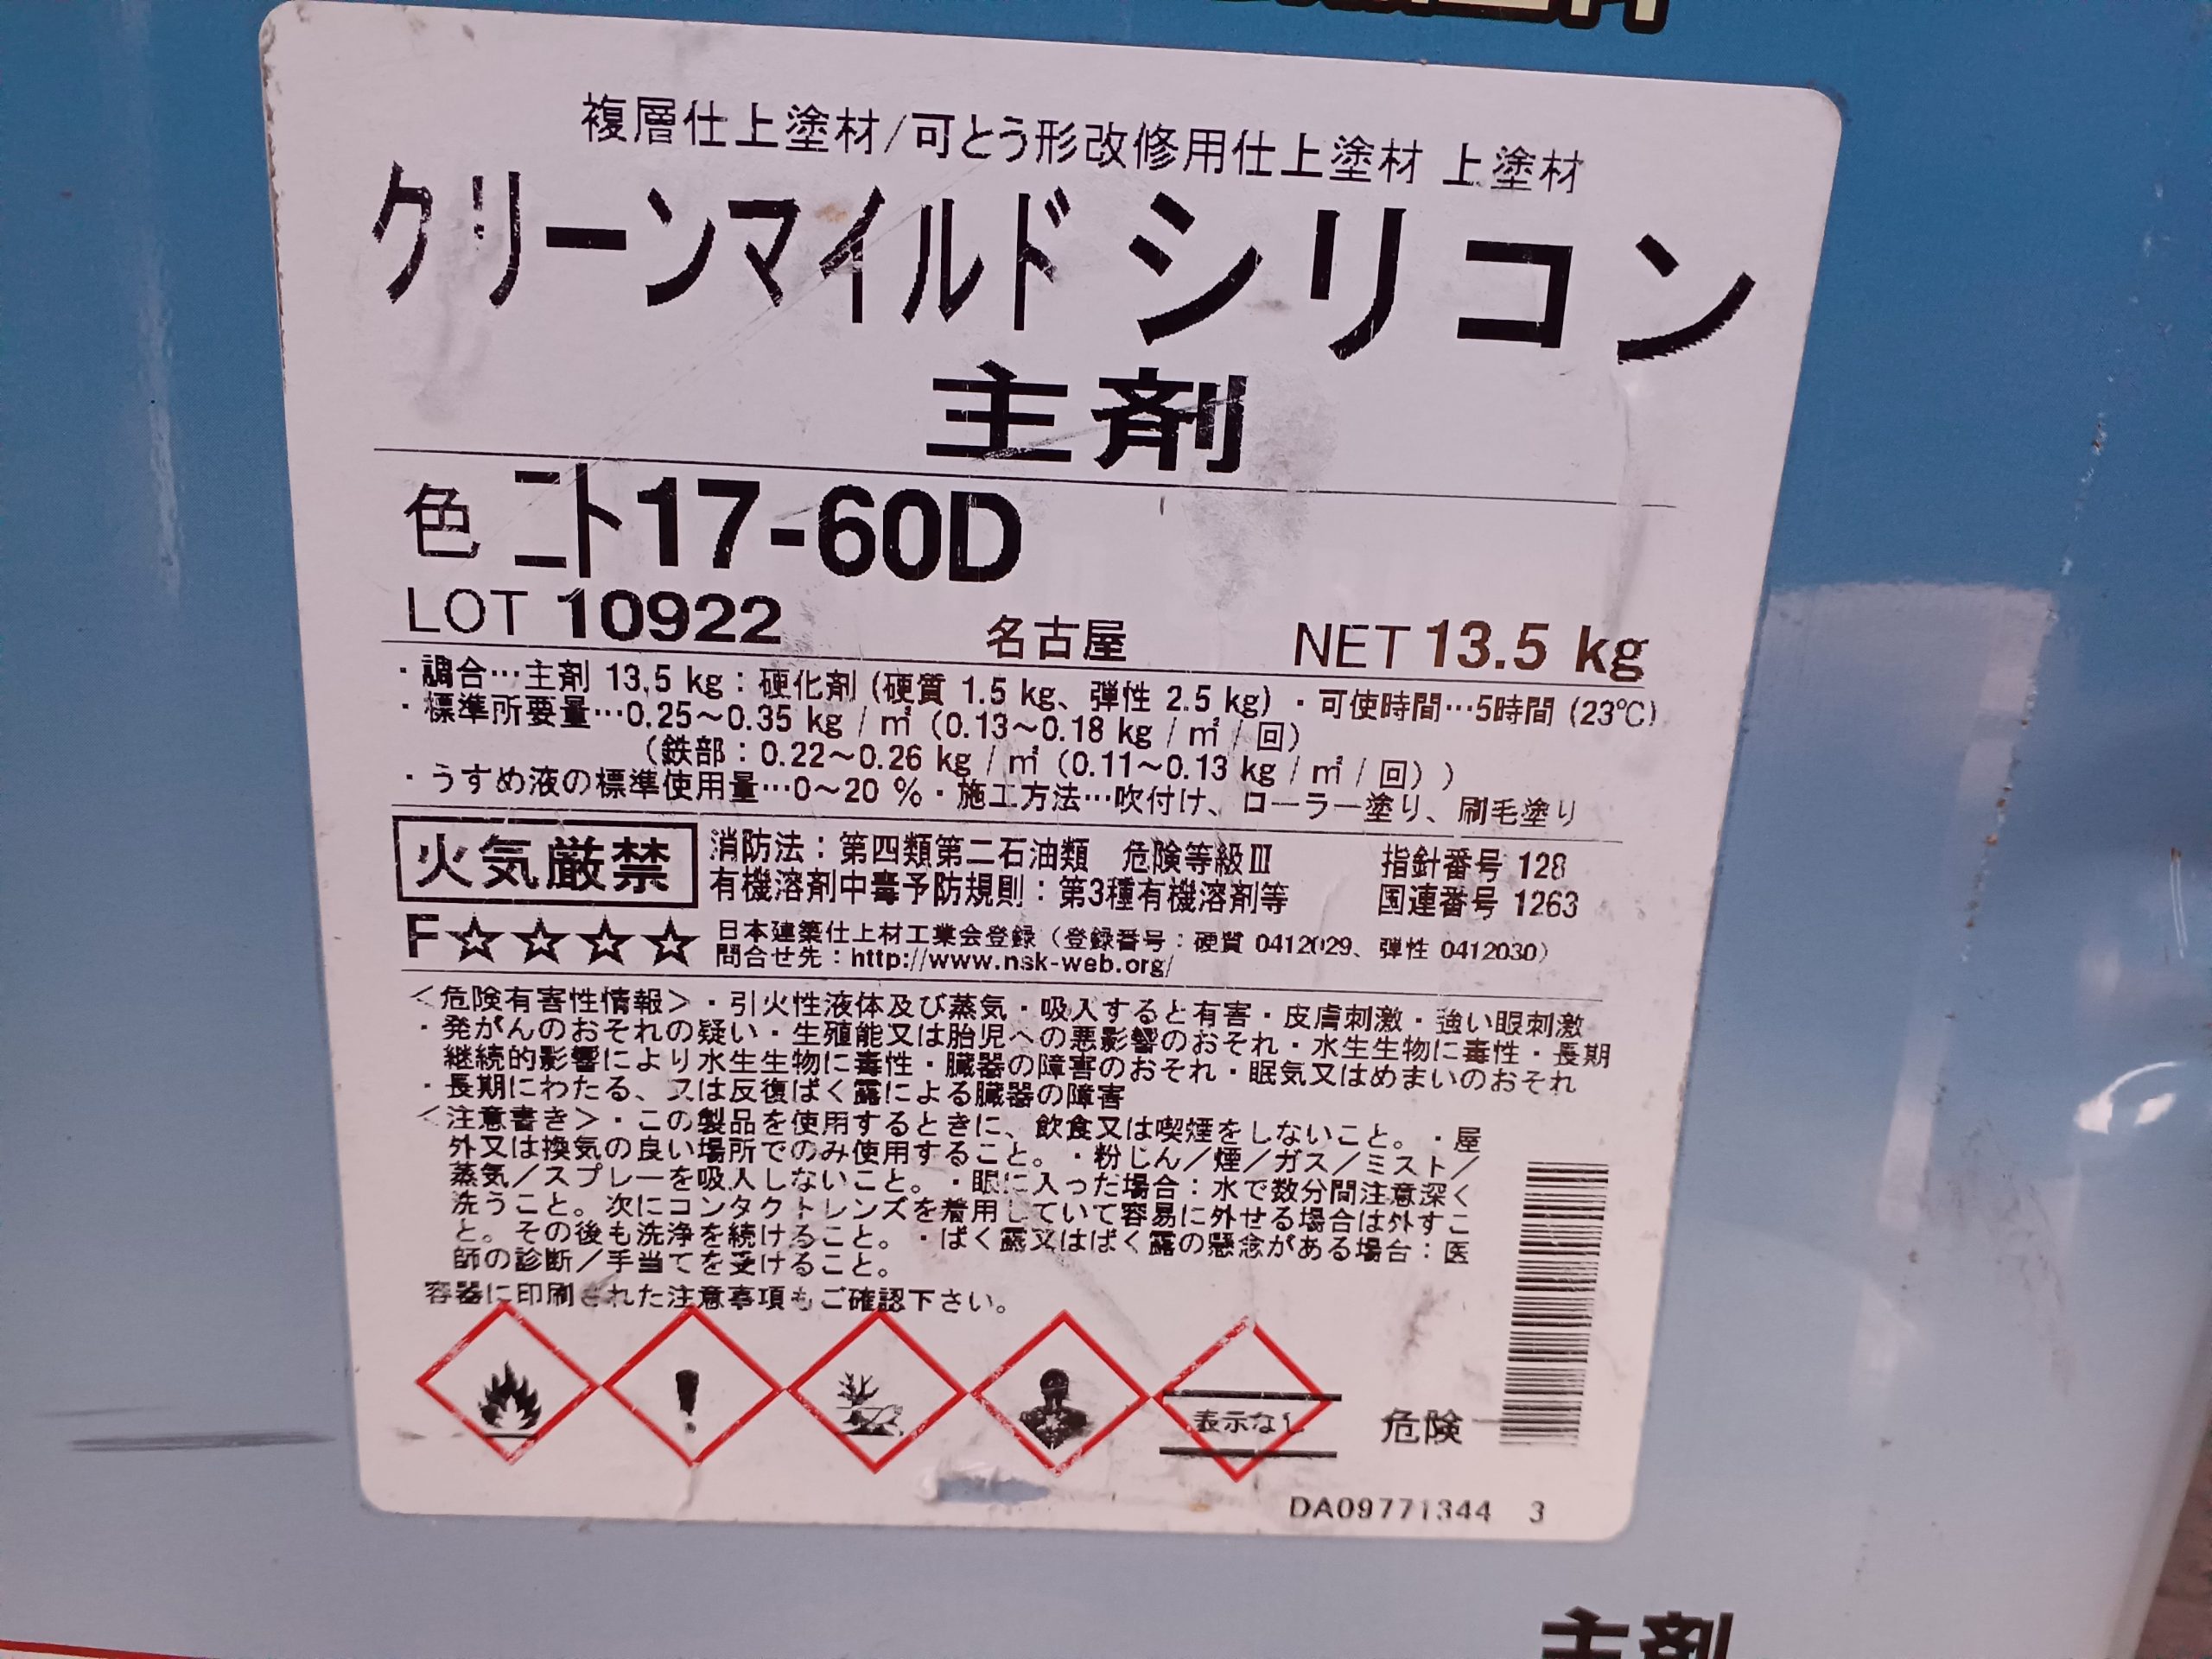 複層仕上塗材/可とう形改修用仕上塗材 上塗材
クリーンマイルド シリコン
主剤
色 ニト17-60D
LOT 10922 名古屋 NET 13.5 kg
・調合…主剤 13.5 kg：硬化剤 (硬質 1.5 kg、弾性 2.5 kg)・可使時間…5時間 (23℃)
・標準所要量…0.25～0.35 kg / ㎡ (0.13～0.18 kg / ㎡ / 回)
(鉄部：0.22～0.26 kg / ㎡ (0.11～0.13 kg / ㎡ / 回))
・うすめ液の標準使用量…0～20 %・施工方法…吹付け、ローラー塗り、刷毛塗り
火気厳禁
消防法：第四類第二石油類 危険等級Ⅲ 指針番号 128
有機溶剤中毒予防規則：第3種有機溶剤等 国連番号 1263
F☆☆☆☆
日本建築仕上材工業会登録（登録番号：硬質 0412029、弾性 0412030）
問合せ先：http://www.nsk-web.org/
＜危険有害性情報＞・引火性液体及び蒸気・吸入すると有害・皮膚刺激・強い眼刺激
・発がんのおそれの疑い・生殖能又は胎児への悪影響のおそれ・水生生物に毒性・長期
継続的影響により水生生物に毒性・臓器の障害のおそれ・眠気又はめまいのおそれ
・長期にわたる、又は反復ばく露による臓器の障害
＜注意書き＞・この製品を使用するときに、飲食又は喫煙をしないこと。・屋
外又は換気の良い場所でのみ使用すること。・粉じん／煙／ガス／ミスト／
蒸気／スプレーを吸入しないこと。・眼に入った場合：水で数分間注意深く
洗うこと。次にコンタクトレンズを着用していて容易に外せる場合は外すこ
と。その後も洗浄を続けること。・ばく露又はばく露の懸念がある場合：医
師の診断／手当てを受けること。
容器に印刷された注意事項もご確認下さい。
表示なし
危険
DA09771344 3
主剤